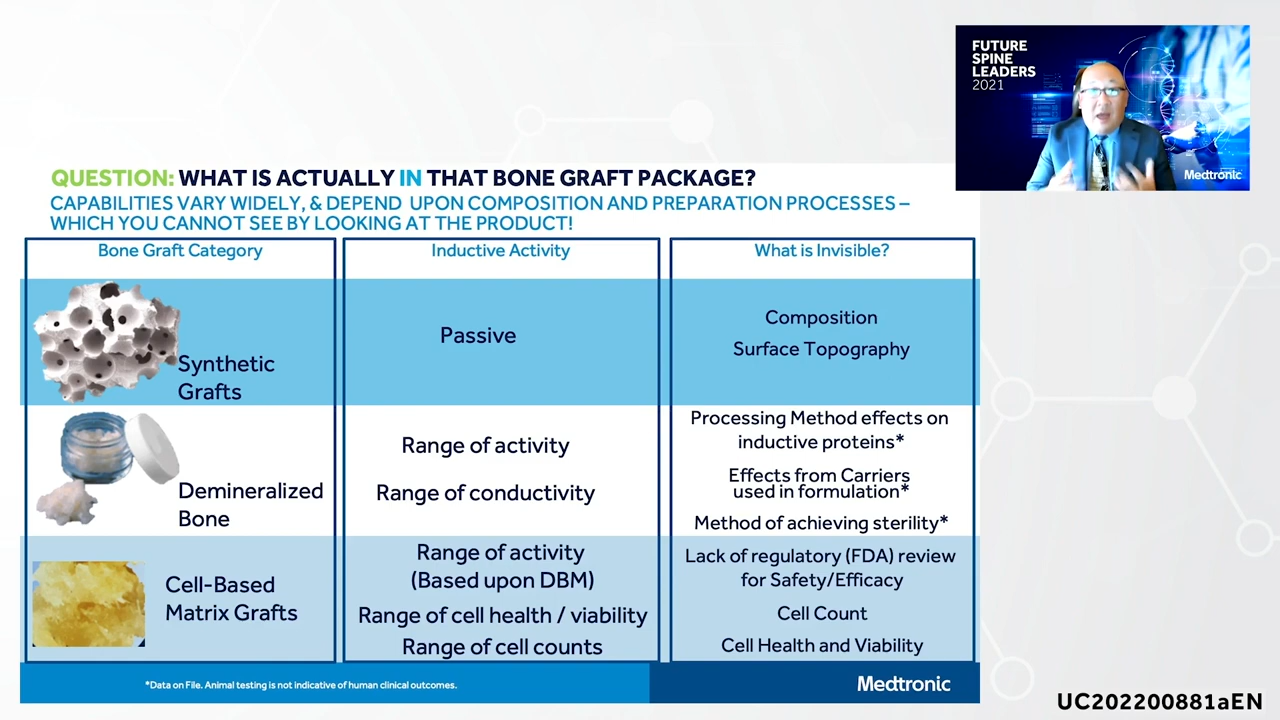 FUTURE
SPINE
LEADERS
2021
Medtronic
QUESTION: WHAT IS ACTUALLY IN THAT BONE GRAFT PACKAGE?
CAPABILITIES VARY WIDELY, & DEPEND UPON COMPOSITION AND PREPARATION PROCESSES –
WHICH YOU CANNOT SEE BY LOOKING AT THE PRODUCT!
Bone Graft Category
Inductive Activity
What is Invisible?
Synthetic
Grafts
Passive
Composition
Surface Topography
Demineralized
Bone
Range of activity
Range of conductivity
Processing Method effects on
inductive proteins*
Effects from Carriers
used in formulation*
Method of achieving sterility*
Cell-Based
Matrix Grafts
Range of activity
(Based upon DBM)
Range of cell health / viability
Range of cell counts
Lack of regulatory (FDA) review
for Safety/Efficacy
Cell Count
Cell Health and Viability
*Data on File. Animal testing is not indicative of human clinical outcomes.
Medtronic
UC202200881aEN